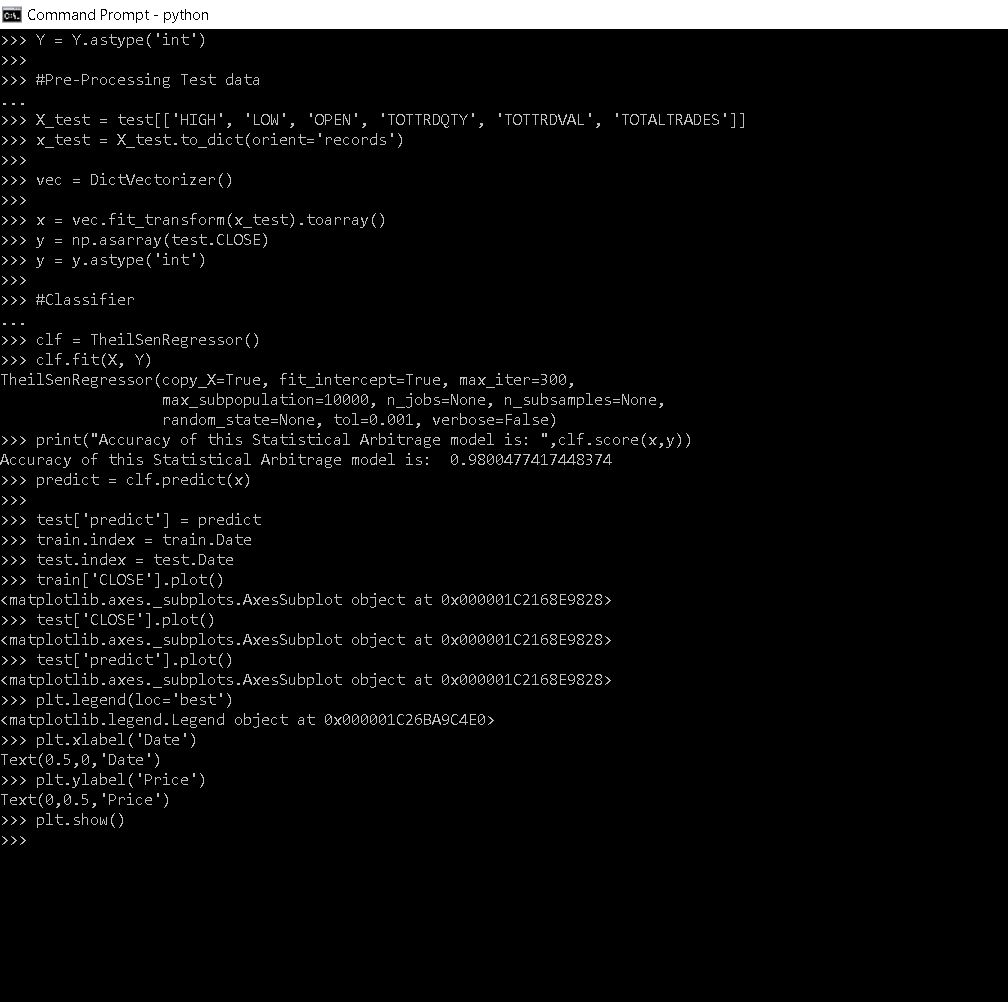 Command Prompt - python
>>> Y = Y.astype('int')
>>>
>>> #Pre-Processing Test data
...
>>> X_test = test[['HIGH', 'LOW', 'OPEN', 'TOTTRDQTY', 'TOTTRDVAL', 'TOTALTRADES']]
>>> x_test = X_test.to_dict(orient='records')
>>>
>>> vec = DictVectorizer()
>>>
>>> x = vec.fit_transform(x_test).toarray()
>>> y = np.asarray(test.CLOSE)
>>> y = y.astype('int')
>>>
>>> #Classifier
...
>>> clf = TheilSenRegressor()
>>> clf.fit(X, Y)
TheilSenRegressor(copy_X=True, fit_intercept=True, max_iter=300,
max_subpopulation=10000, n_jobs=None, n_subsamples=None,
random_state=None, tol=0.001, verbose=False)
>>> print("Accuracy of this Statistical Arbitrage model is: ",clf.score(x,y))
Accuracy of this Statistical Arbitrage model is:  0.9800477417448374
>>> predict = clf.predict(x)
>>>
>>> test['predict'] = predict
>>> train.index = train.Date
>>> test.index = test.Date
>>> train['CLOSE'].plot()
<matplotlib.axes._subplots.AxesSubplot object at 0x000001C2168E9828>
>>> test['CLOSE'].plot()
<matplotlib.axes._subplots.AxesSubplot object at 0x000001C2168E9828>
>>> test['predict'].plot()
<matplotlib.axes._subplots.AxesSubplot object at 0x000001C2168E9828>
>>> plt.legend(loc='best')
<matplotlib.legend.Legend object at 0x000001C26BA9C4E0>
>>> plt.xlabel('Date')
Text(0.5,0,'Date')
>>> plt.ylabel('Price')
Text(0,0.5,'Price')
>>> plt.show()
>>>